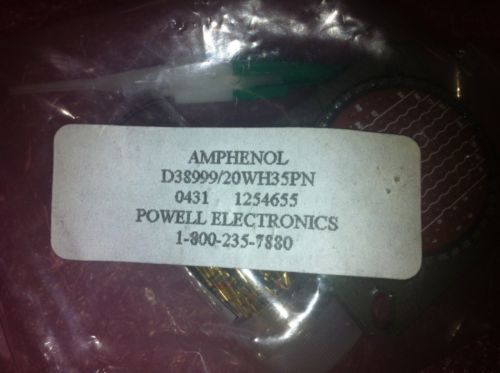 AMPHENOL
D38999/20WH35PN
0431 1254655
POWELL ELECTRONICS
1-800-235-7880